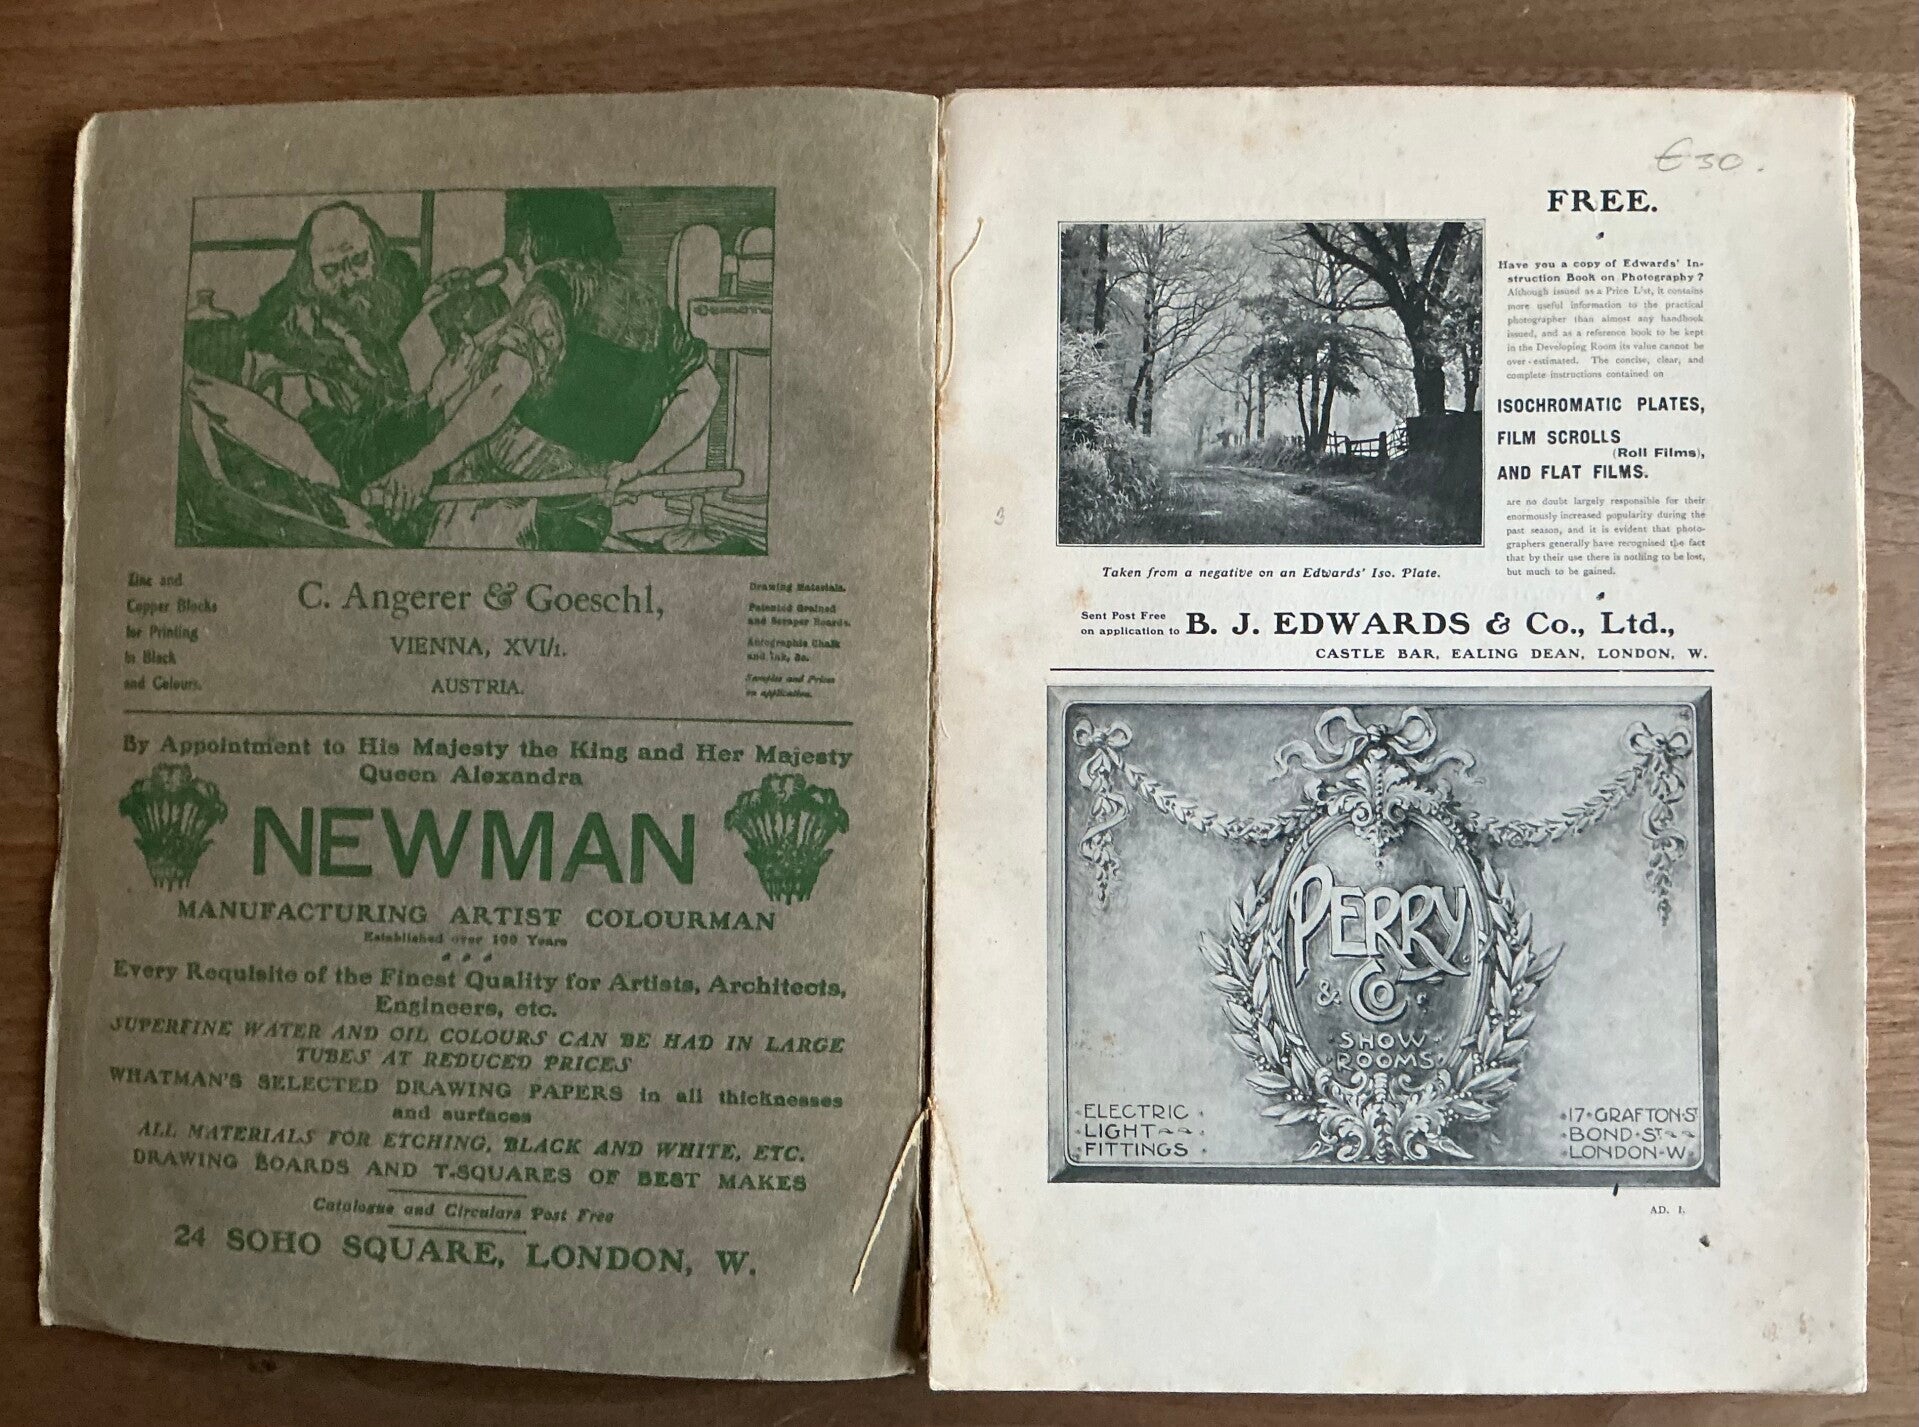 C. Angerer & Goeschl,
VIENNA, XVI/1.
AUSTRIA.
Line and
Copper Blocks
for Printing
in Black
and Colours.
Drawing Materials.
Patented Grained
and Scraper Boards.
Autographic Chalk
and Ink, &c.
Samples and Prices
on application.
By Appointment to His Majesty the King and Her Majesty
Queen Alexandra
NEWMAN
MANUFACTURING ARTIST COLOURMAN
Established over 100 Years
Every Requisite of the Finest Quality for Artists, Architects,
Engineers, etc.
SUPERFINE WATER AND OIL COLOURS CAN BE HAD IN LARGE
TUBES AT REDUCED PRICES
WHATMAN'S SELECTED DRAWING PAPERS in all thicknesses
and surfaces
ALL MATERIALS FOR ETCHING, BLACK AND WHITE, ETC.
DRAWING BOARDS AND T-SQUARES OF BEST MAKES
Catalogue and Circulars Post Free
24 SOHO SQUARE, LONDON, W.
€30.
3
FREE.
Have you a copy of Edwards' In-
struction Book on Photography?
Although issued as a Price List, it contains
more useful information to the practical
photographer than almost any handbook
issued, and as a reference book to be kept
in the Developing Room its value cannot be
over-estimated. The concise, clear, and
complete instructions contained on
ISOCHROMATIC PLATES,
FILM SCROLLS
(Roll Films),
AND FLAT FILMS.
are no doubt largely responsible for their
enormously increased popularity during the
past season, and it is evident that photo-
graphers generally have recognised the fact
that by their use there is nothing to be lost,
but much to be gained.
Taken from a negative on an Edwards' Iso. Plate.
Sent Post Free
on application to B. J. EDWARDS & Co., Ltd.,
CASTLE BAR, EALING DEAN, LONDON, W.
PERRY
& Co
SHOW
ROOMS
ELECTRIC
LIGHT
FITTINGS
17·GRAFTON·ST
BOND·ST
LONDON·W
AD. I.